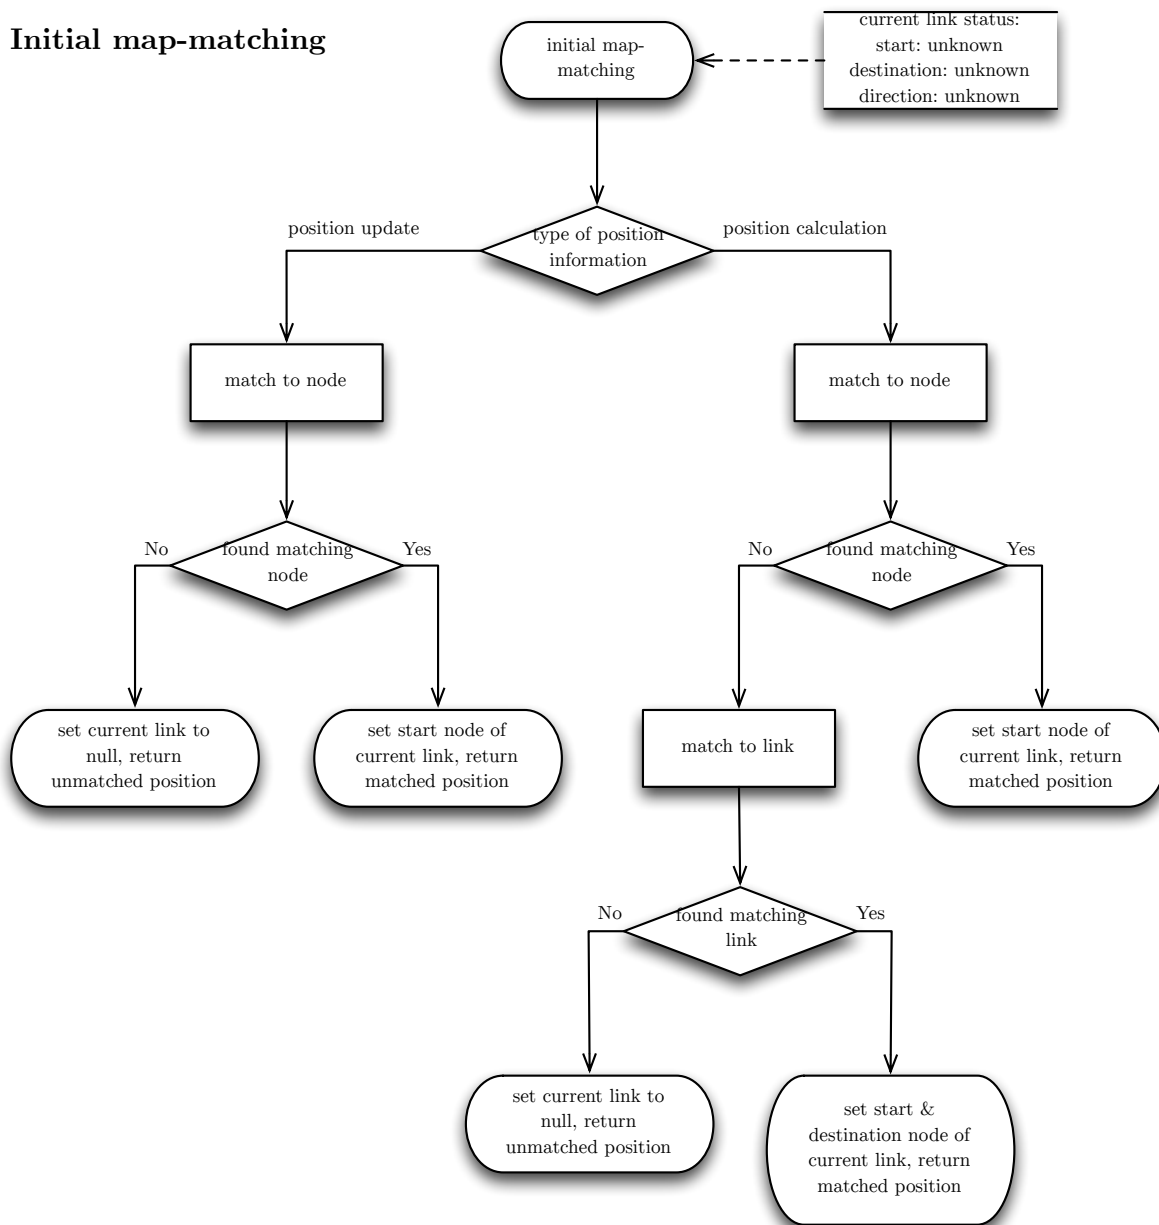 Initial map-matching
initial map-
matching
current link status:
start: unknown
destination: unknown
direction: unknown
position update
type of position
information
position calculation
match to node
match to node
No
found matching
node
Yes
No
found matching
node
Yes
set current link to
null, return
unmatched position
set start node of
current link, return
matched position
match to link
set start node of
current link, return
matched position
No
found matching
link
Yes
set current link to
null, return
unmatched position
set start &
destination node of
current link, return
matched position